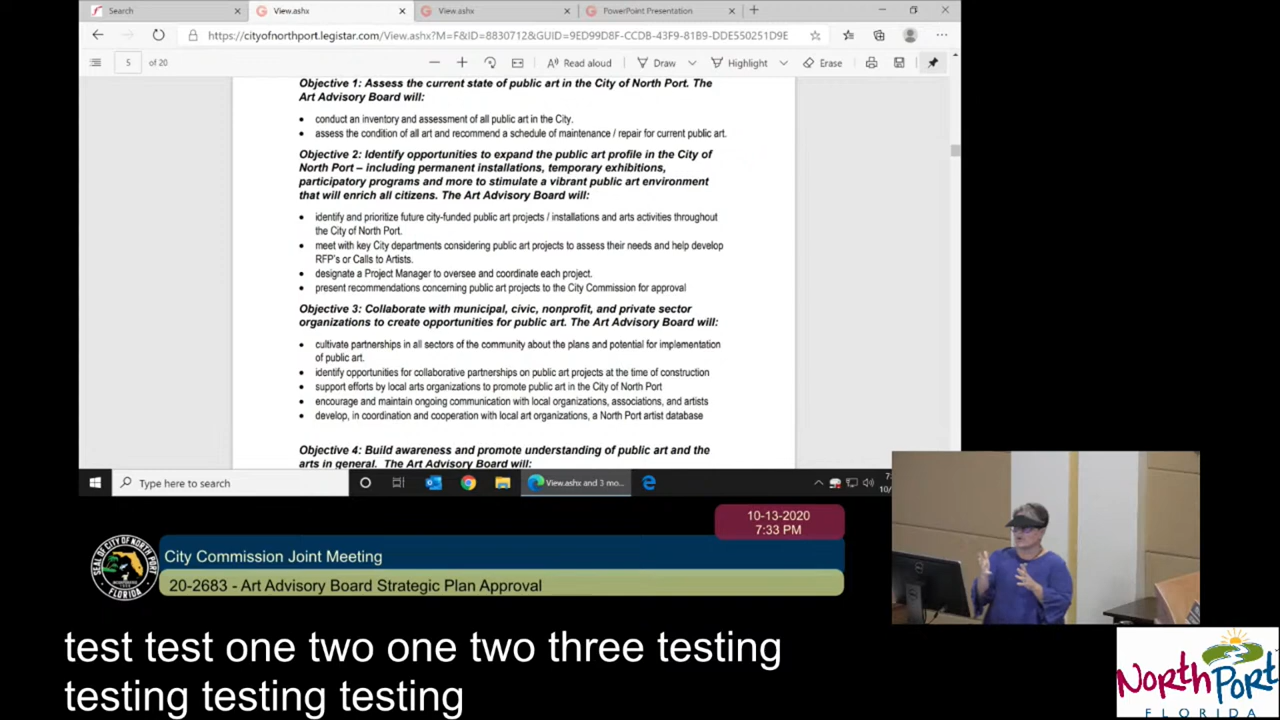 Search
View.ashx
View.ashx
PowerPoint Presentation
https://cityofnorthport.legistar.com/View.ashx?M=F&ID=8830712&GUID=9ED99D8F-CCDB-43F9-81B9-DDE550251D9E
5 of 20
Read aloud
Draw
Highlight
Erase
Objective 1: Assess the current state of public art in the City of North Port. The
Art Advisory Board will:
• conduct an inventory and assessment of all public art in the City.
• assess the condition of all art and recommend a schedule of maintenance / repair for current public art.
Objective 2: Identify opportunities to expand the public art profile in the City of
North Port – including permanent installations, temporary exhibitions,
participatory programs and more to stimulate a vibrant public art environment
that will enrich all citizens. The Art Advisory Board will:
• identify and prioritize future city-funded public art projects / installations and arts activities throughout
the City of North Port.
• meet with key City departments considering public art projects to assess their needs and help develop
RFP's or Calls to Artists.
• designate a Project Manager to oversee and coordinate each project.
• present recommendations concerning public art projects to the City Commission for approval
Objective 3: Collaborate with municipal, civic, nonprofit, and private sector
organizations to create opportunities for public art. The Art Advisory Board will:
• cultivate partnerships in all sectors of the community about the plans and potential for implementation
of public art.
• identify opportunities for collaborative partnerships on public art projects at the time of construction
• support efforts by local arts organizations to promote public art in the City of North Port
• encourage and maintain ongoing communication with local organizations, associations, and artists
• develop, in coordination and cooperation with local art organizations, a North Port artist database
Objective 4: Build awareness and promote understanding of public art and the
arts in general. The Art Advisory Board will:
Type here to search
View.ashx and 3 mo...
7:
10/
10-13-2020
7:33 PM
SEAL OF CITY OF NORTH PORT
FLORIDA
City Commission Joint Meeting
20-2683 - Art Advisory Board Strategic Plan Approval
test test one two one two three testing
testing testing testing
NorthPort
FLORIDA